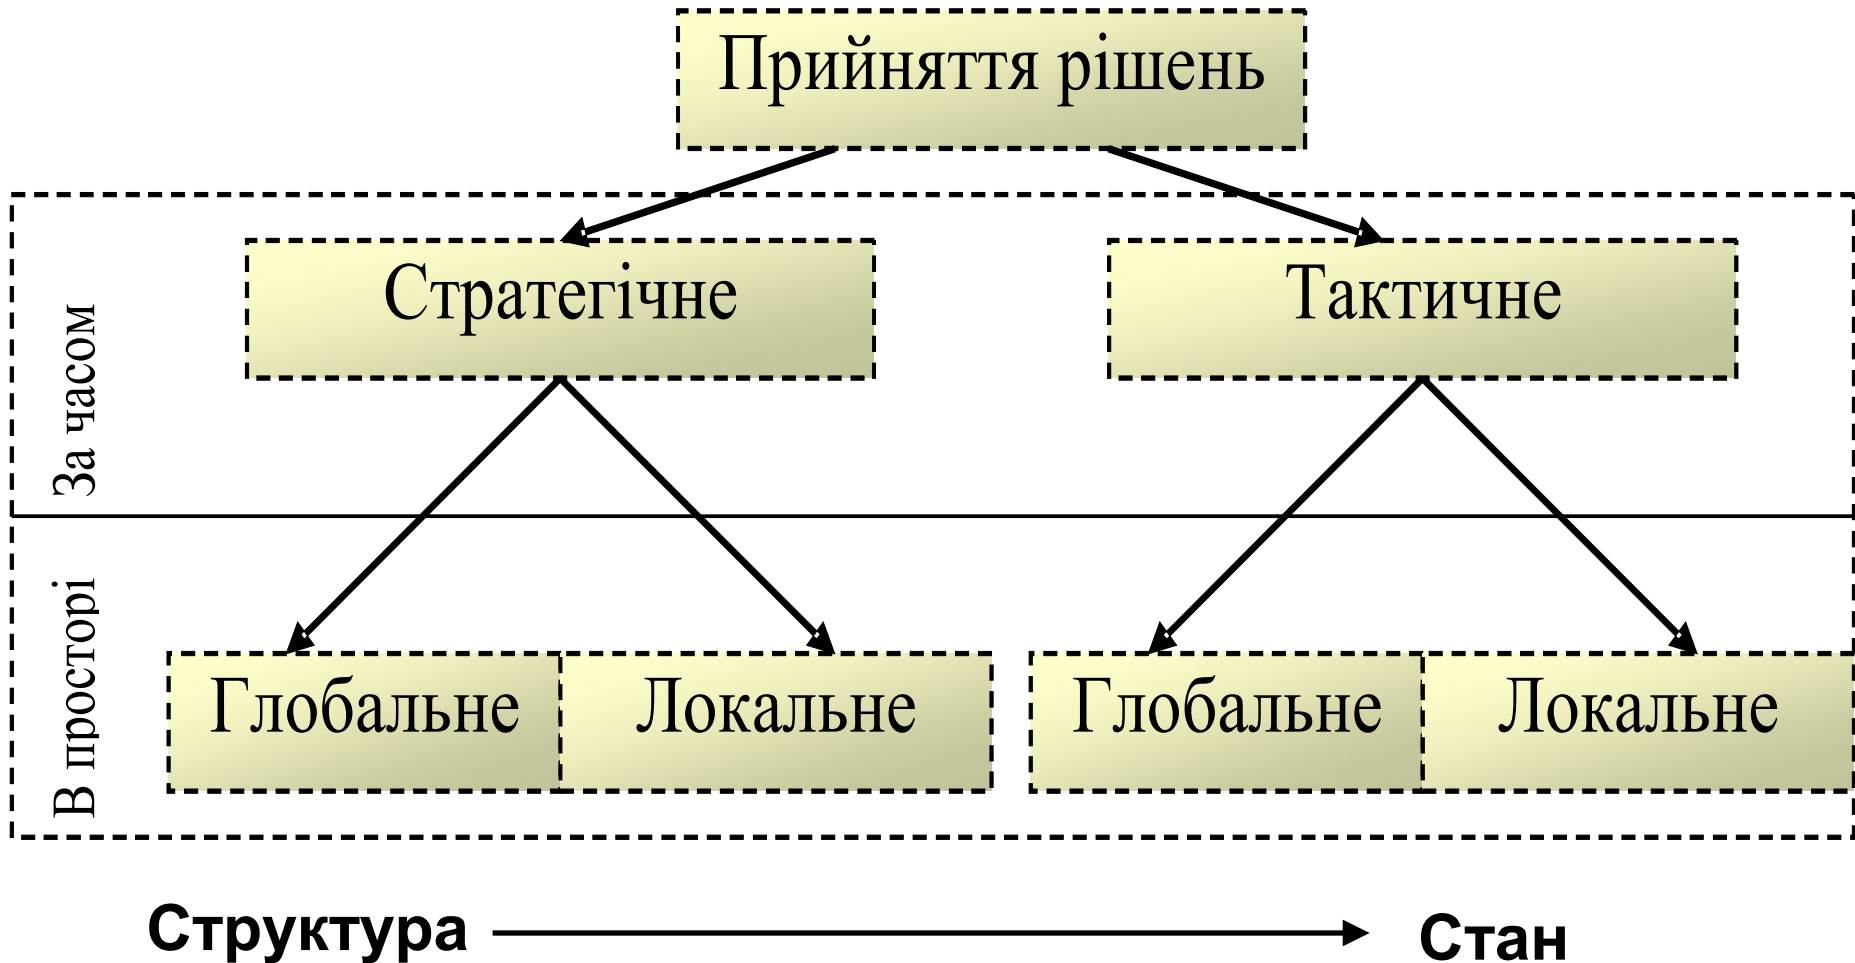 Прийняття рішень
За часом
Стратегічне
Тактичне
В просторі
Глобальне
Локальне
Глобальне
Локальне
Структура
Стан